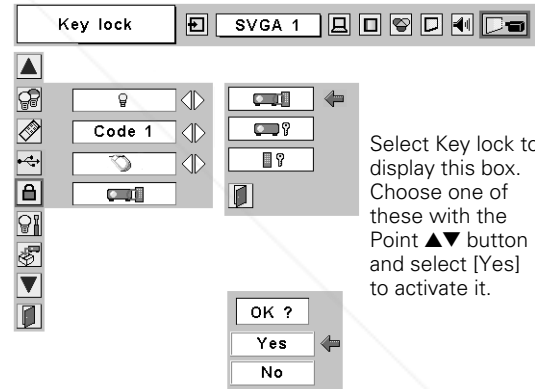 Key lock
SVGA 1
Code 1
Select Key lock to
display this box.
Choose one of
these with the
Point ▲▼ button
and select [Yes]
to activate it.
OK ?
Yes
No